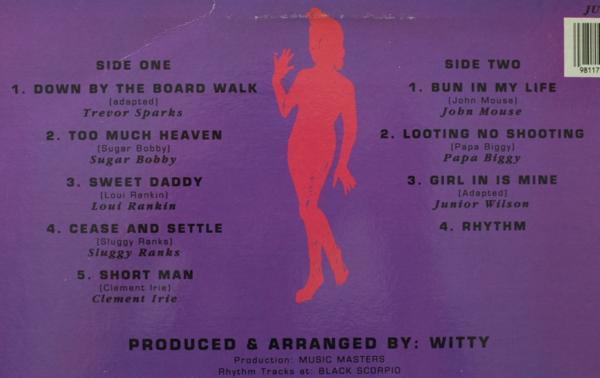 JU
98117
SIDE ONE
1. DOWN BY THE BOARD WALK
(adapted)
Trevor Sparks
2. TOO MUCH HEAVEN
(Sugar Bobby)
Sugar Bobby
3. SWEET DADDY
(Loui Rankin)
Loui Rankin
4. CEASE AND SETTLE
(Sluggy Ranks)
Sluggy Ranks
5. SHORT MAN
(Clement Irie)
Clement Irie
SIDE TWO
1. BUN IN MY LIFE
(John Mouse)
John Mouse
2. LOOTING NO SHOOTING
(Papa Biggy)
Papa Biggy
3. GIRL IN IS MINE
(Adapted)
Junior Wilson
4. RHYTHM
PRODUCED & ARRANGED BY: WITTY
Production: MUSIC MASTERS
Rhythm Tracks at: BLACK SCORPIO